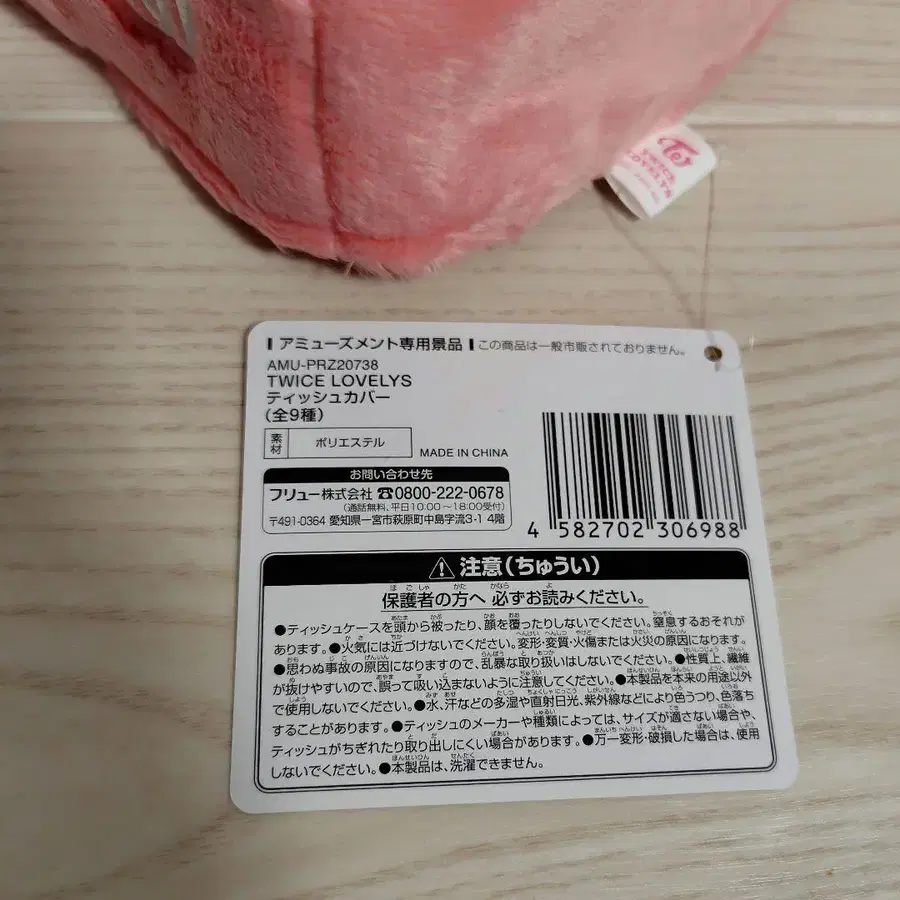 TWICE
LOVELYS
アミューズメント専用景品 この商品は一般市販されておりません。
AMU-PRZ20738
TWICE LOVELYS
ティッシュカバー
(全9種)
素材 ポリエステル
MADE IN CHINA
お問い合わせ先
フリュー株式会社 ☎0800-222-0678
(通話無料、平日10:00〜18:00受付)
〒491-0364 愛知県一宮市萩原町中島字流3-1 4階
4 582702 306988
⚠注意(ちゅうい)
保護者の方へ 必ずお読みください。
●ティッシュケースを頭から被ったり、顔を覆ったりしないでください。窒息するおそれが
あります。●火気には近づけないでください。変形・変質・火傷または火災の原因になります。
●思わぬ事故の原因になりますので、乱暴な取り扱いはしないでください。●性質上、繊維
が抜けやすいので、誤って吸い込まないように注意してください。●本製品を本来の用途以外
で使用しないでください。●水、汗などの多湿や直射日光、紫外線などにより色うつり、色落ち
することがあります。●ティッシュのメーカーや種類によっては、サイズが適さない場合や、
ティッシュがちぎれたり取り出しにくい場合があります。●万一変形・破損した場合は、使用
しないでください。●本製品は、洗濯できません。